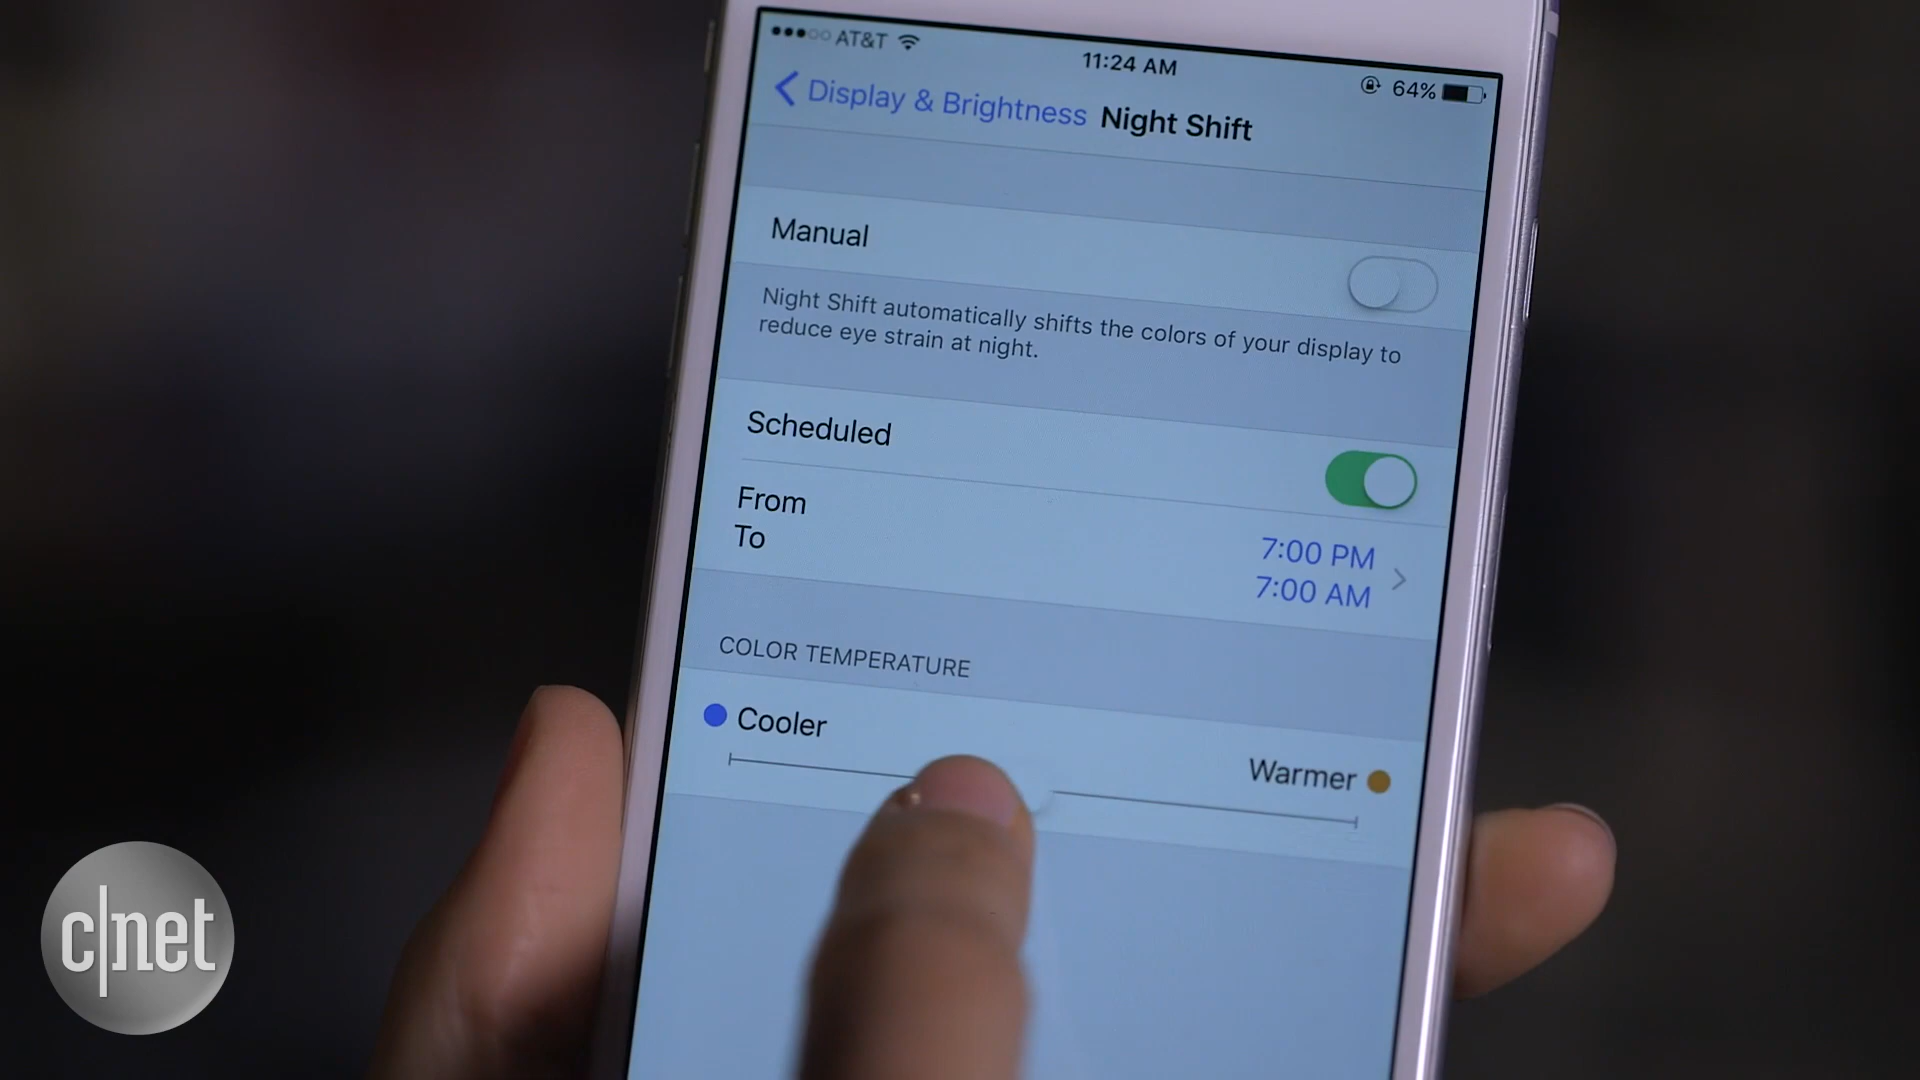 AT&T
11:24 AM
64%
Display & Brightness Night Shift
Manual
Night Shift automatically shifts the colors of your display to
reduce eye strain at night.
Scheduled
From
To
7:00 PM
7:00 AM
COLOR TEMPERATURE
Cooler
Warmer
c|net